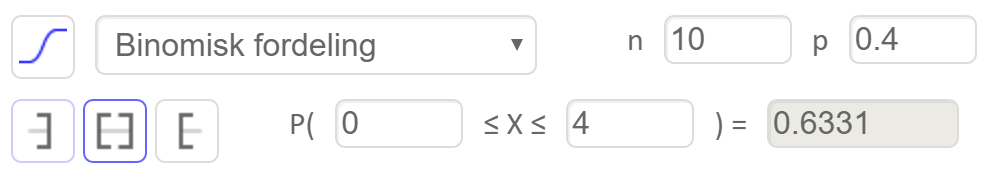 Binomisk fordeling n 10 p 0.4
P( 0 ≤ X ≤ 4 ) = 0.6331